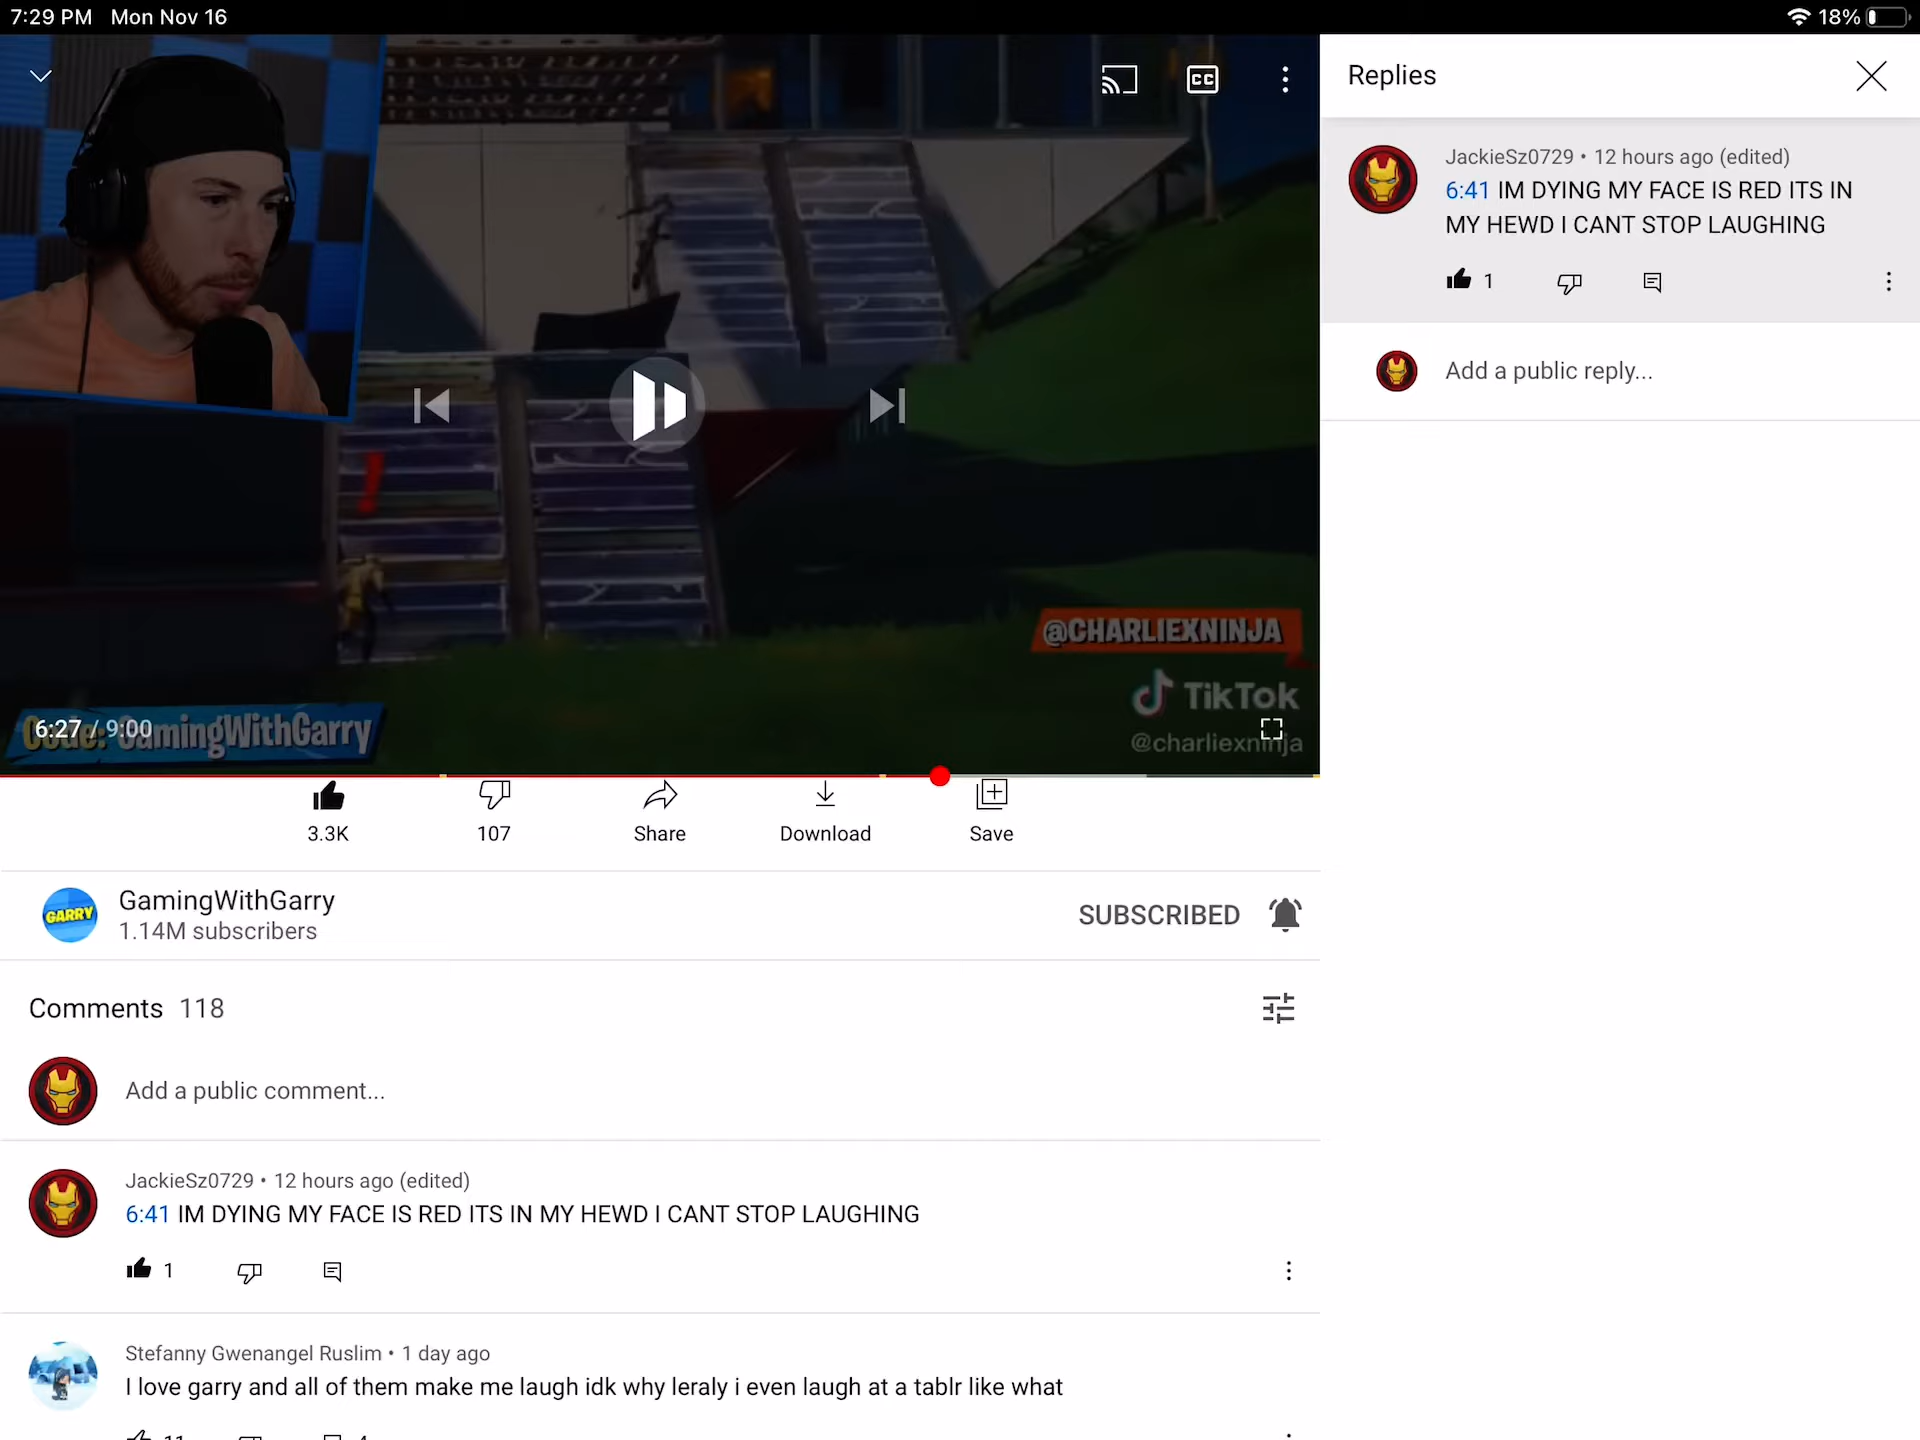 7:29 PM Mon Nov 16
18%
CC
@CHARLIEXNINJA
TikTok
@charliexninja
Code: GamingWithGarry
6:27 / 9:00
3.3K
107
Share
Download
Save
GARRY
GamingWithGarry
1.14M subscribers
SUBSCRIBED
Comments 118
Add a public comment...
JackieSz0729 • 12 hours ago (edited)
6:41 IM DYING MY FACE IS RED ITS IN MY HEWD I CANT STOP LAUGHING
1
Stefanny Gwenangel Ruslim • 1 day ago
I love garry and all of them make me laugh idk why leraly i even laugh at a tablr like what
Replies
JackieSz0729 • 12 hours ago (edited)
6:41 IM DYING MY FACE IS RED ITS IN
MY HEWD I CANT STOP LAUGHING
1
Add a public reply...